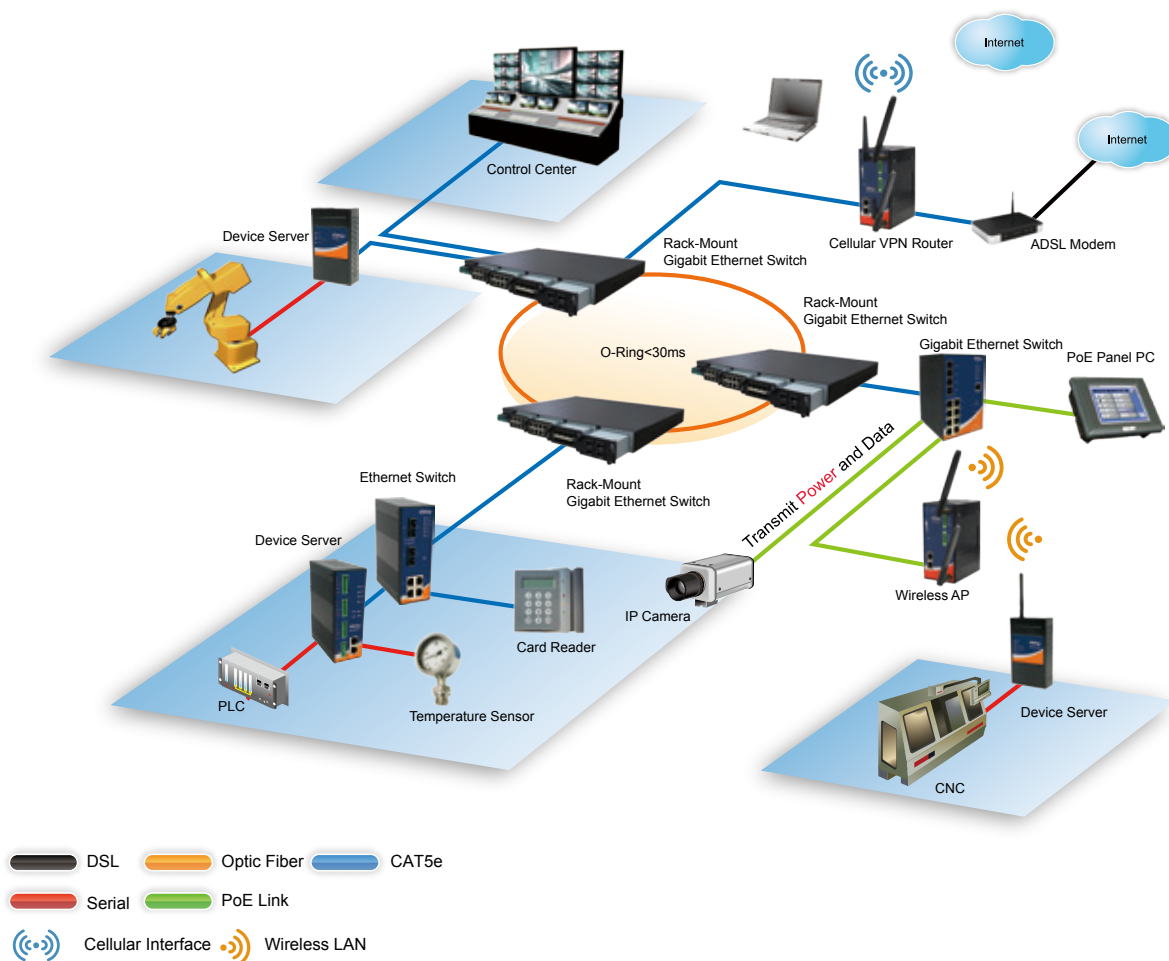 Internet
Internet
Control Center
Device Server
Cellular VPN Router
ADSL Modem
Rack-Mount
Gigabit Ethernet Switch
Rack-Mount
Gigabit Ethernet Switch
O-Ring<30ms
Gigabit Ethernet Switch
PoE Panel PC
Ethernet Switch
Rack-Mount
Gigabit Ethernet Switch
Transmit Power and Data
Device Server
IP Camera
Wireless AP
Card Reader
PLC
Temperature Sensor
Device Server
CNC
DSL
Optic Fiber
CAT5e
Serial
PoE Link
Cellular Interface
Wireless LAN